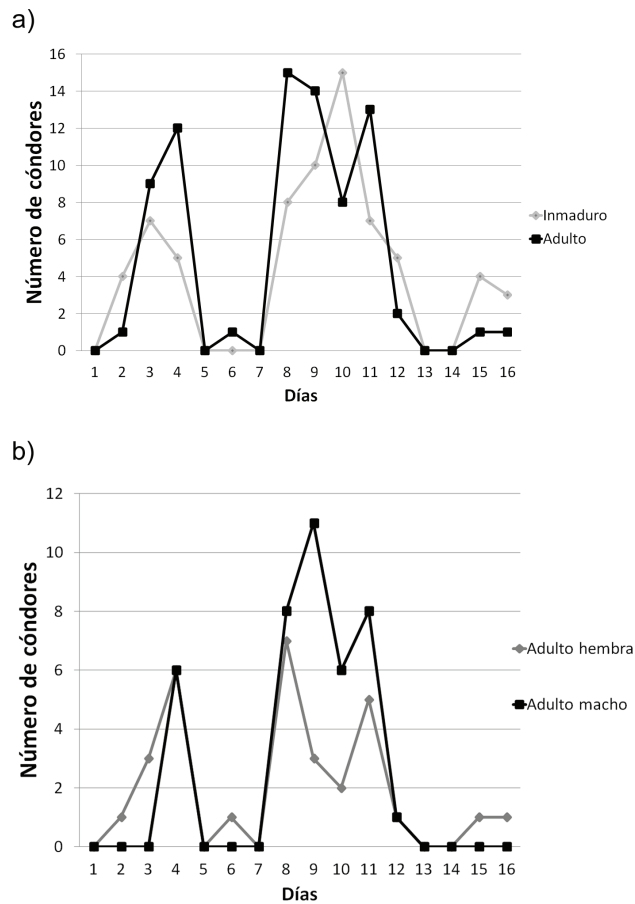 a)
Número de cóndores
16
14
12
10
8
6
4
2
0
1 2 3 4 5 6 7 8 9 10 11 12 13 14 15 16
Días
Inmaduro
Adulto
b)
Número de cóndores
12
10
8
6
4
2
0
1 2 3 4 5 6 7 8 9 10 11 12 13 14 15 16
Días
Adulto hembra
Adulto macho